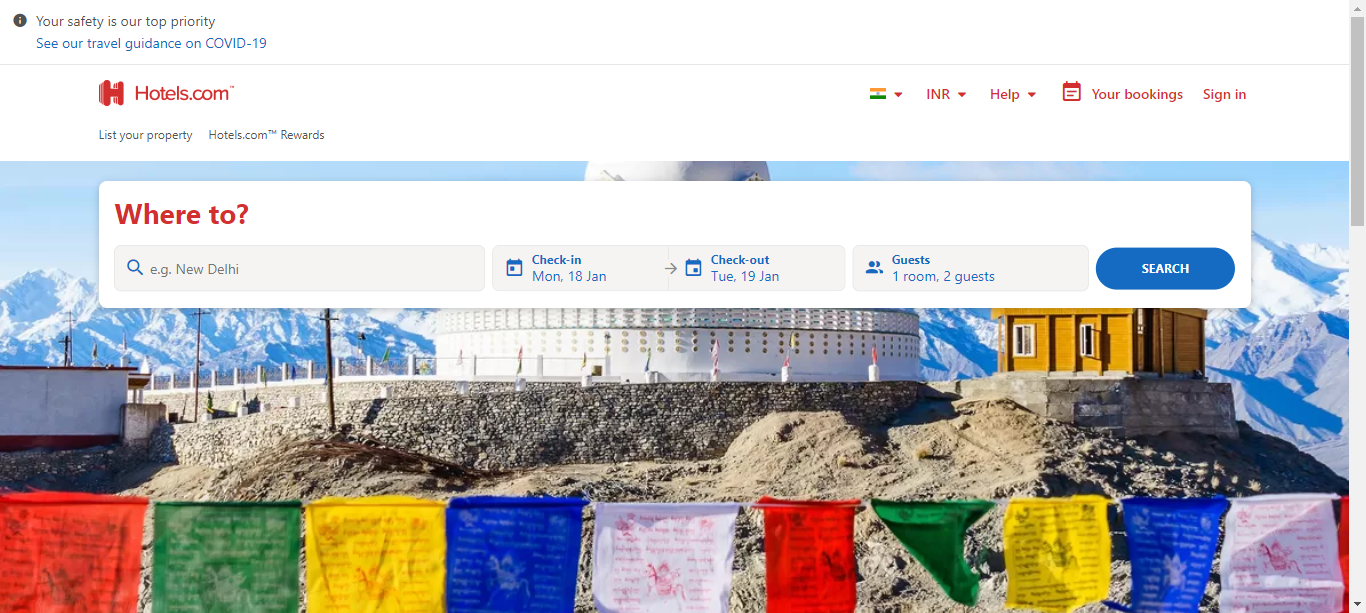 Your safety is our top priority
See our travel guidance on COVID-19
Hotels.com™
INR
Help
Your bookings
Sign in
List your property
Hotels.com™ Rewards
Where to?
e.g. New Delhi
Check-in
Mon, 18 Jan
Check-out
Tue, 19 Jan
Guests
1 room, 2 guests
SEARCH